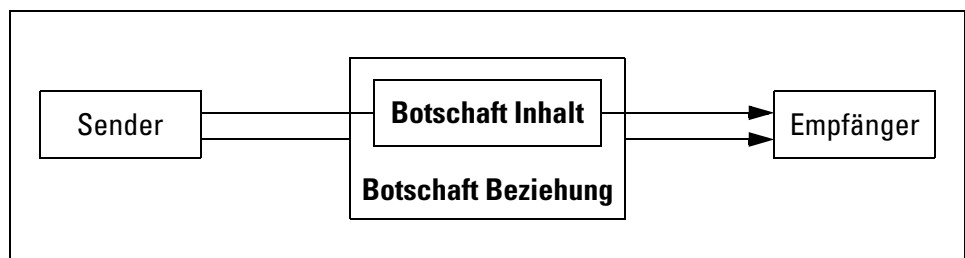 Sender
Botschaft Inhalt
Empfänger
Botschaft Beziehung